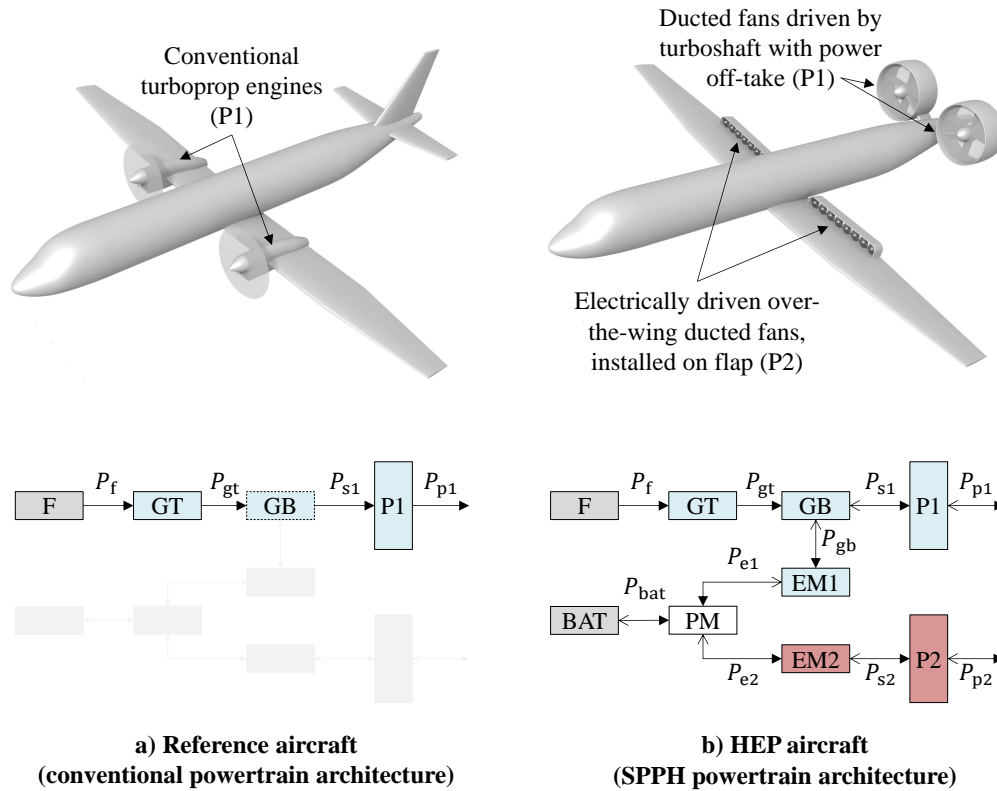 Conventional
turboprop engines
(P1)
Ducted fans driven by
turboshaft with power
off-take (P1)
Electrically driven over-
the-wing ducted fans,
installed on flap (P2)
F
P_f
GT
P_gt
GB
P_s1
P1
P_p1
F
P_f
GT
P_gt
GB
P_s1
P1
P_p1
P_gb
P_e1
EM1
P_bat
BAT
PM
P_e2
EM2
P_s2
P2
P_p2
a) Reference aircraft
(conventional powertrain architecture)
b) HEP aircraft
(SPPH powertrain architecture)